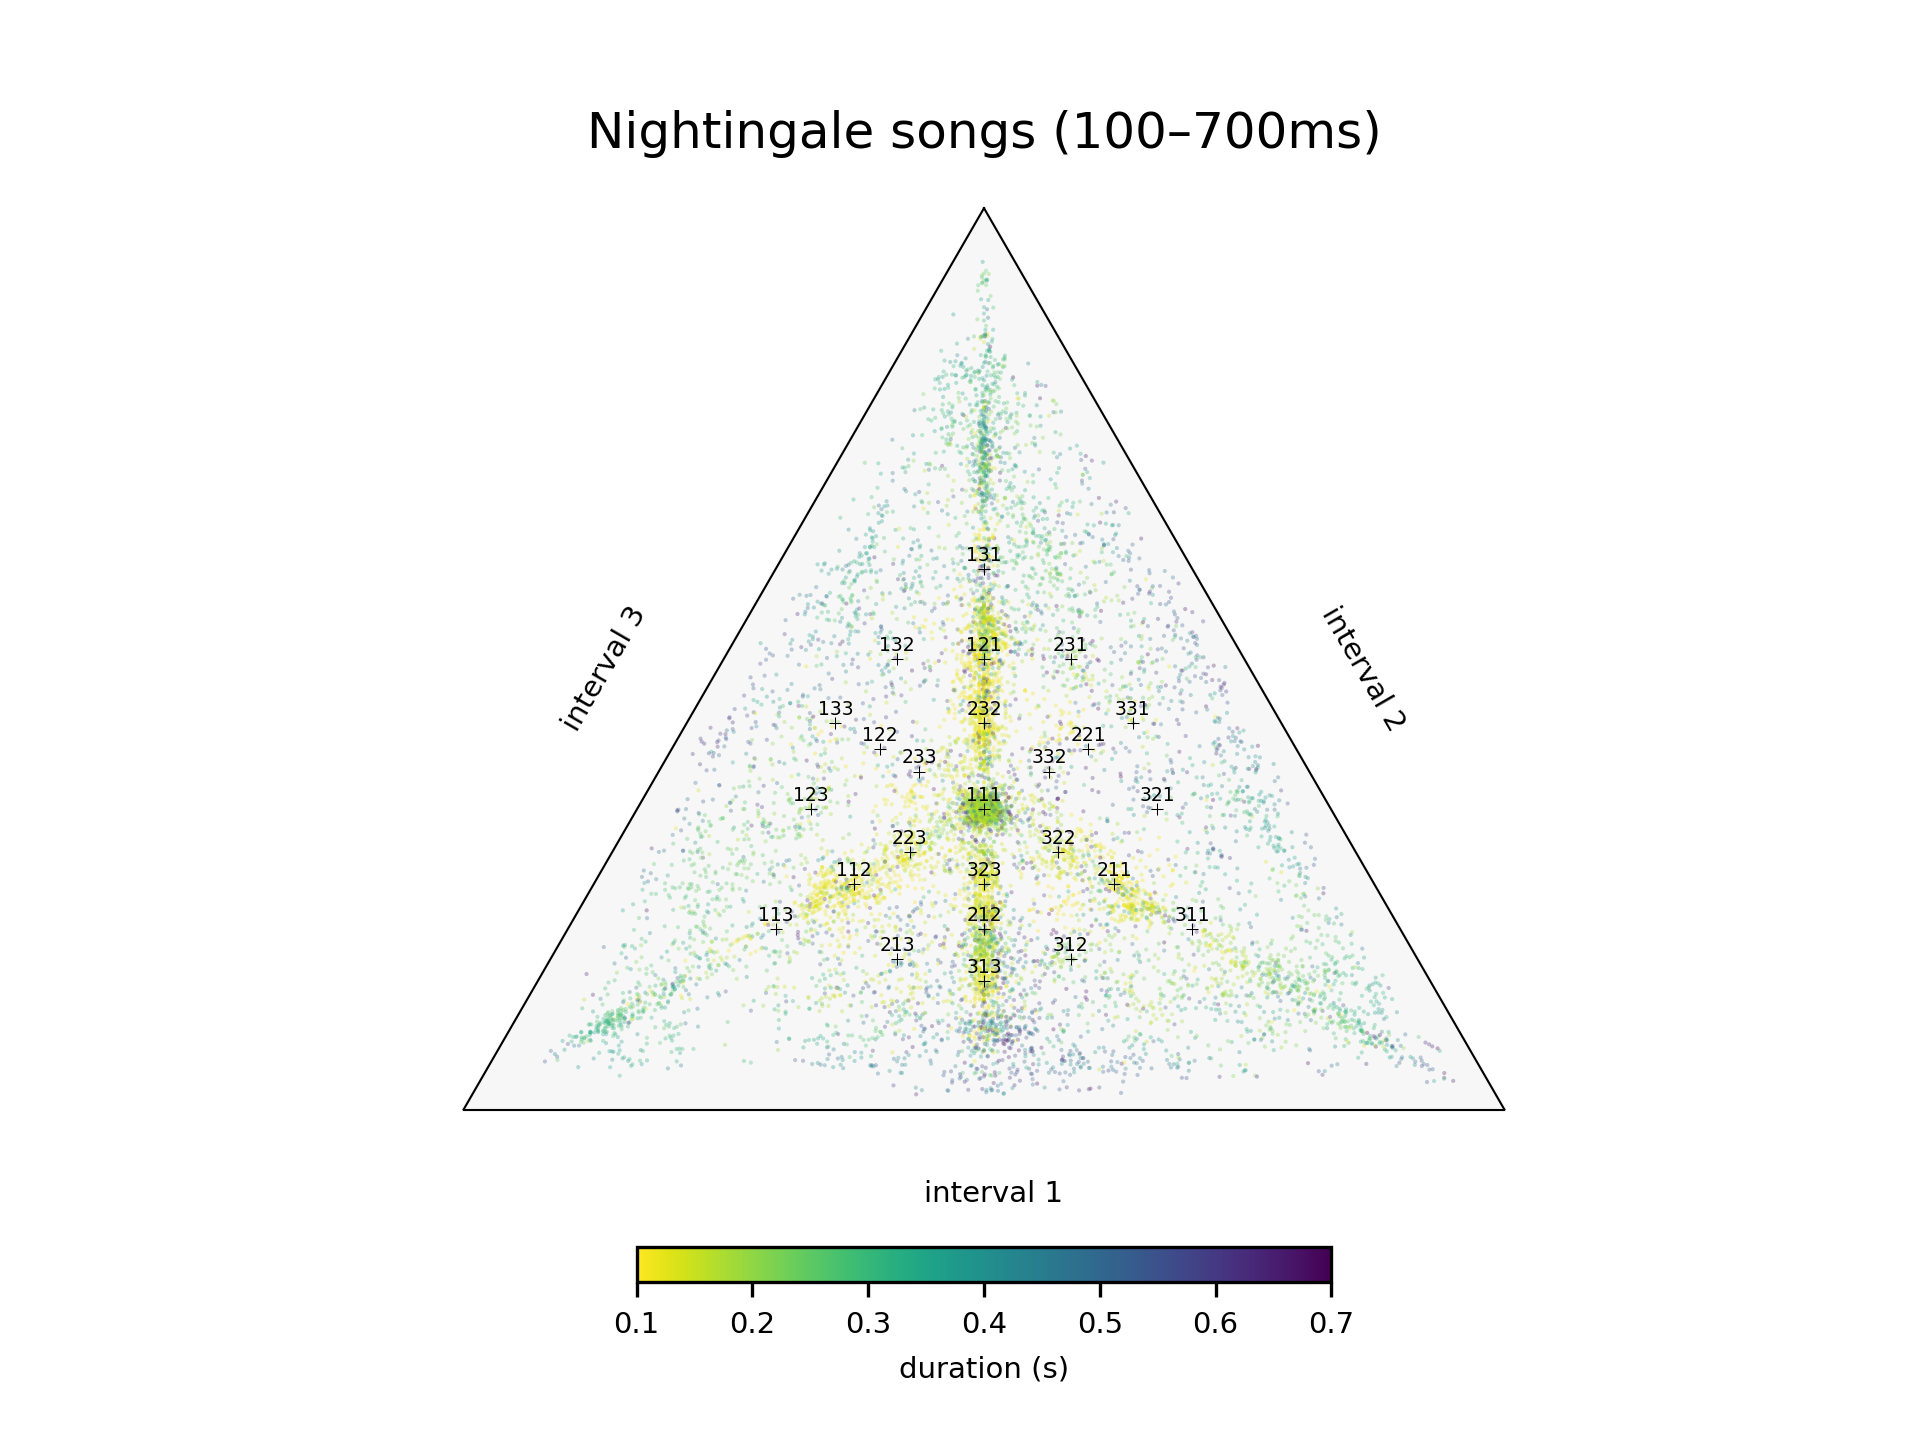 Nightingale songs (100–700ms)
131
132 121 231
133 232 331
122 221
233 332
123 111 321
223 322
112 323 211
113 212 311
213 312
313
interval 3
interval 2
interval 1
0.1 0.2 0.3 0.4 0.5 0.6 0.7
duration (s)